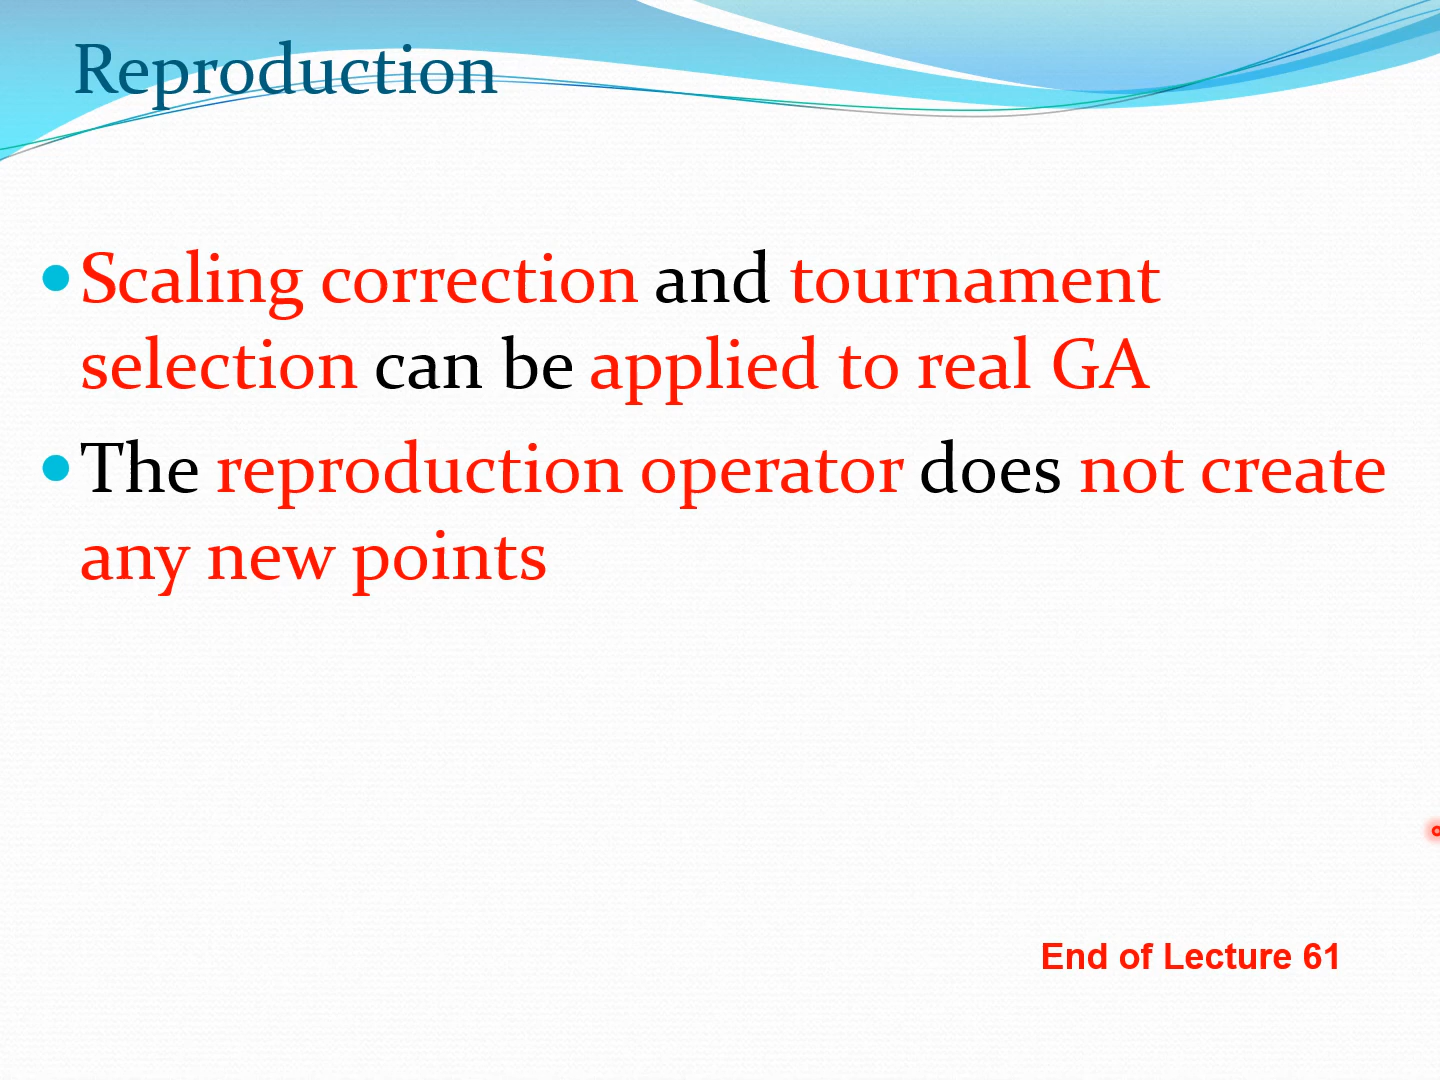 Reproduction
Scaling correction and tournament
selection can be applied to real GA
The reproduction operator does not create
any new points
End of Lecture 61